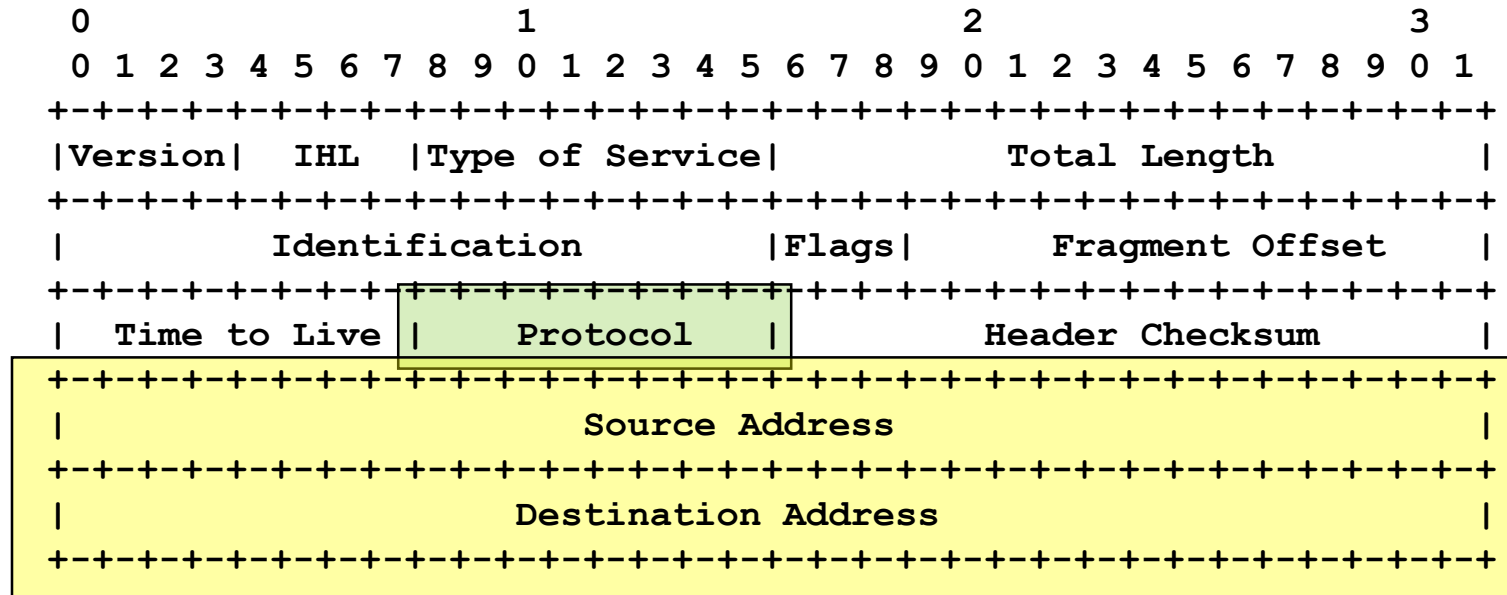 0                   1                   2                   3
 0 1 2 3 4 5 6 7 8 9 0 1 2 3 4 5 6 7 8 9 0 1 2 3 4 5 6 7 8 9 0 1
+-+-+-+-+-+-+-+-+-+-+-+-+-+-+-+-+-+-+-+-+-+-+-+-+-+-+-+-+-+-+-+-+
|Version|  IHL  |Type of Service|          Total Length         |
+-+-+-+-+-+-+-+-+-+-+-+-+-+-+-+-+-+-+-+-+-+-+-+-+-+-+-+-+-+-+-+-+
|         Identification        |Flags|      Fragment Offset    |
+-+-+-+-+-+-+-+-+-+-+-+-+-+-+-+-+-+-+-+-+-+-+-+-+-+-+-+-+-+-+-+-+
|  Time to Live |    Protocol   |         Header Checksum       |
+-+-+-+-+-+-+-+-+-+-+-+-+-+-+-+-+-+-+-+-+-+-+-+-+-+-+-+-+-+-+-+-+
|                       Source Address                          |
+-+-+-+-+-+-+-+-+-+-+-+-+-+-+-+-+-+-+-+-+-+-+-+-+-+-+-+-+-+-+-+-+
|                    Destination Address                        |
+-+-+-+-+-+-+-+-+-+-+-+-+-+-+-+-+-+-+-+-+-+-+-+-+-+-+-+-+-+-+-+-+